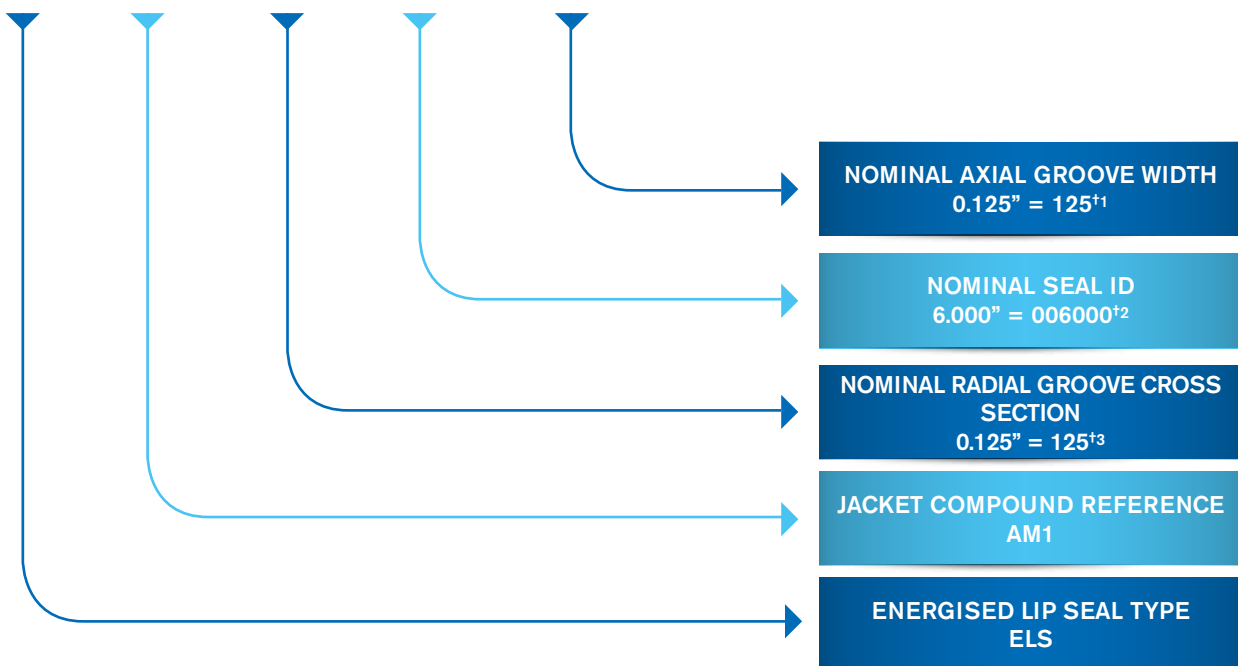 NOMINAL AXIAL GROOVE WIDTH
0.125” = 125†1
NOMINAL SEAL ID
6.000” = 006000†2
NOMINAL RADIAL GROOVE CROSS
SECTION
0.125” = 125†3
JACKET COMPOUND REFERENCE
AM1
ENERGISED LIP SEAL TYPE
ELS